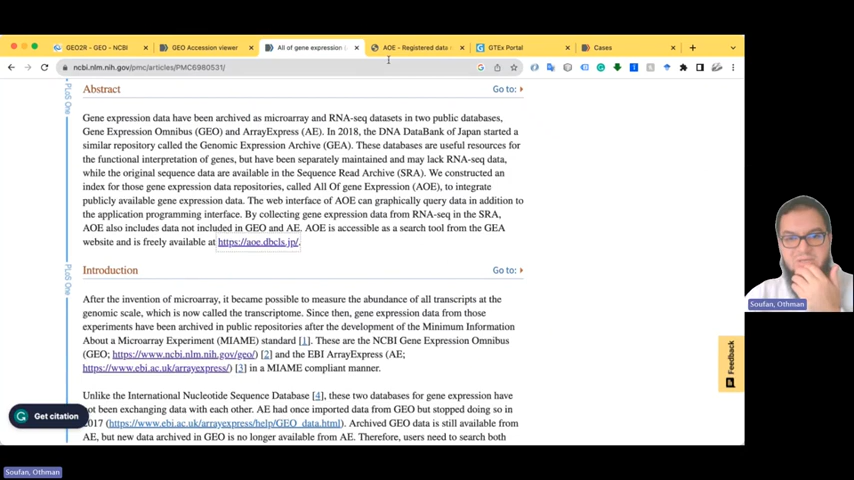 GEO2R - GEO - NCBI
GEO Accession viewer
All of gene expression
AOE - Registered data
GTEx Portal
Cases
ncbi.nlm.nih.gov/pmc/articles/PMC6980531/
PLoS One
Abstract
Go to:
Gene expression data have been archived as microarray and RNA-seq datasets in two public databases,
Gene Expression Omnibus (GEO) and ArrayExpress (AE). In 2018, the DNA DataBank of Japan started a
similar repository called the Genomic Expression Archive (GEA). These databases are useful resources for
the functional interpretation of genes, but have been separately maintained and may lack RNA-seq data,
while the original sequence data are available in the Sequence Read Archive (SRA). We constructed an
index for those gene expression data repositories, called All Of gene Expression (AOE), to integrate
publicly available gene expression data. The web interface of AOE can graphically query data in addition to
the application programming interface. By collecting gene expression data from RNA-seq in the SRA,
AOE also includes data not included in GEO and AE. AOE is accessible as a search tool from the GEA
website and is freely available at https://aoe.dbcls.jp/.
Introduction
Go to:
PLoS One
After the invention of microarray, it became possible to measure the abundance of all transcripts at the
genomic scale, which is now called the transcriptome. Since then, gene expression data from those
experiments have been archived in public repositories after the development of the Minimum Information
About a Microarray Experiment (MIAME) standard [1]. These are the NCBI Gene Expression Omnibus
(GEO; https://www.ncbi.nlm.nih.gov/geo/) [2] and the EBI ArrayExpress (AE;
https://www.ebi.ac.uk/arrayexpress/) [3] in a MIAME compliant manner.
Unlike the International Nucleotide Sequence Database [4], these two databases for gene expression have
not been exchanging data with each other. AE had once imported data from GEO but stopped doing so in
2017 (https://www.ebi.ac.uk/arrayexpress/help/GEO_data.html). Archived GEO data is still available from
AE, but new data archived in GEO is no longer available from AE. Therefore, users need to search both
Get citation
Feedback
Soufan, Othman
Soufan, Othman